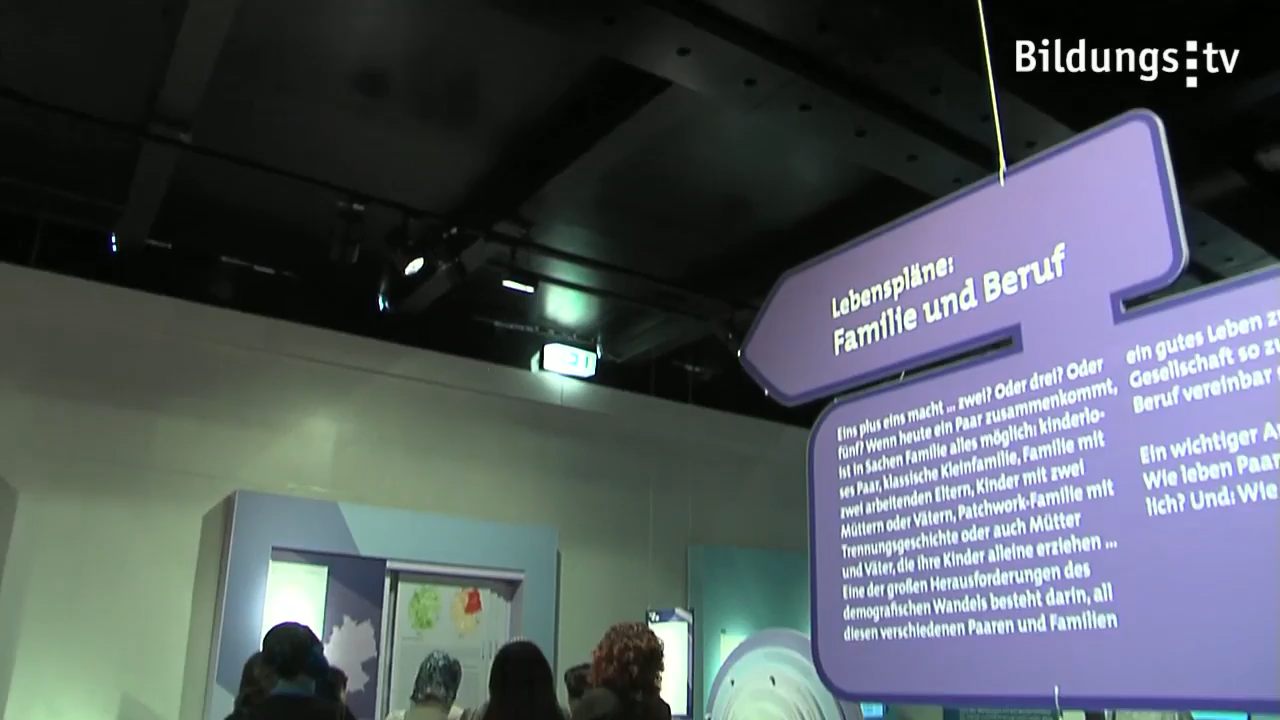 Bildungs:tv
Lebenspläne:
Familie und Beruf
Eins plus eins macht ... zwei? Oder drei? Oder
fünf? Wenn heute ein Paar zusammenkommt,
ist in Sachen Familie alles möglich: kinderlo-
ses Paar, klassische Kleinfamilie, Familie mit
zwei arbeitenden Eltern, Kinder mit zwei
Müttern oder Vätern, Patchwork-Familie mit
Trennungsgeschichte oder auch Mütter
und Väter, die ihre Kinder alleine erziehen ...
Eine der großen Herausforderungen des
demografischen Wandels besteht darin, all
diesen verschiedenen Paaren und Familien
ein gutes Leben
Gesellschaft so
Beruf vereinbar
Ein wichtiger
Wie leben
lich? Und: Wie